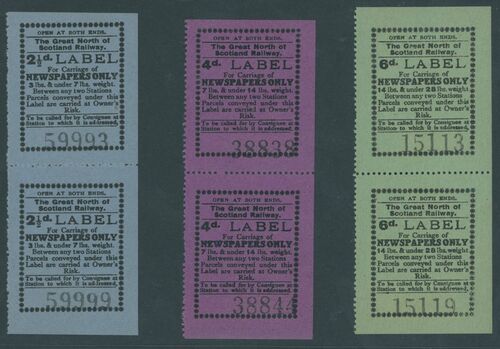 OPEN AT BOTH ENDS.
The Great North of
Scotland Railway.
2½d. LABEL
For Carriage of
NEWSPAPERS ONLY
3 lbs. & under 7 lbs. weight.
Between any two Stations
Parcels conveyed under this
Label are carried at Owner's
Risk.
To be called for by Consignee at
Station to which it is addressed.
59993
OPEN AT BOTH ENDS.
The Great North of
Scotland Railway.
2½d. LABEL
For Carriage of
NEWSPAPERS ONLY
3 lbs. & under 7 lbs. weight.
Between any two Stations
Parcels conveyed under this
Label are carried at Owner's
Risk.
To be called for by Consignee at
Station to which it is addressed.
59999
OPEN AT BOTH ENDS.
The Great North of
Scotland Railway.
4d. LABEL
For Carriage of
NEWSPAPERS ONLY
7 lbs. & under 14 lbs. weight.
Between any two Stations
Parcels conveyed under this
Label are carried at Owner's
Risk.
To be called for by Consignee at
Station to which it is addressed.
38838
OPEN AT BOTH ENDS.
The Great North of
Scotland Railway.
4d. LABEL
For Carriage of
NEWSPAPERS ONLY
7 lbs. & under 14 lbs. weight.
Between any two Stations
Parcels conveyed under this
Label are carried at Owner's
Risk.
To be called for by Consignee at
Station to which it is addressed.
38844
OPEN AT BOTH ENDS.
The Great North of
Scotland Railway.
6d. LABEL
For Carriage of
NEWSPAPERS ONLY
14 lbs. & under 28 lbs. weight.
Between any two Stations
Parcels conveyed under this
Label are carried at Owner's
Risk.
To be called for by Consignee at
Station to which it is addressed.
15113
OPEN AT BOTH ENDS.
The Great North of
Scotland Railway.
6d. LABEL
For Carriage of
NEWSPAPERS ONLY
14 lbs. & under 28 lbs. weight.
Between any two Stations
Parcels conveyed under this
Label are carried at Owner's
Risk.
To be called for by Consignee at
Station to which it is addressed.
15119